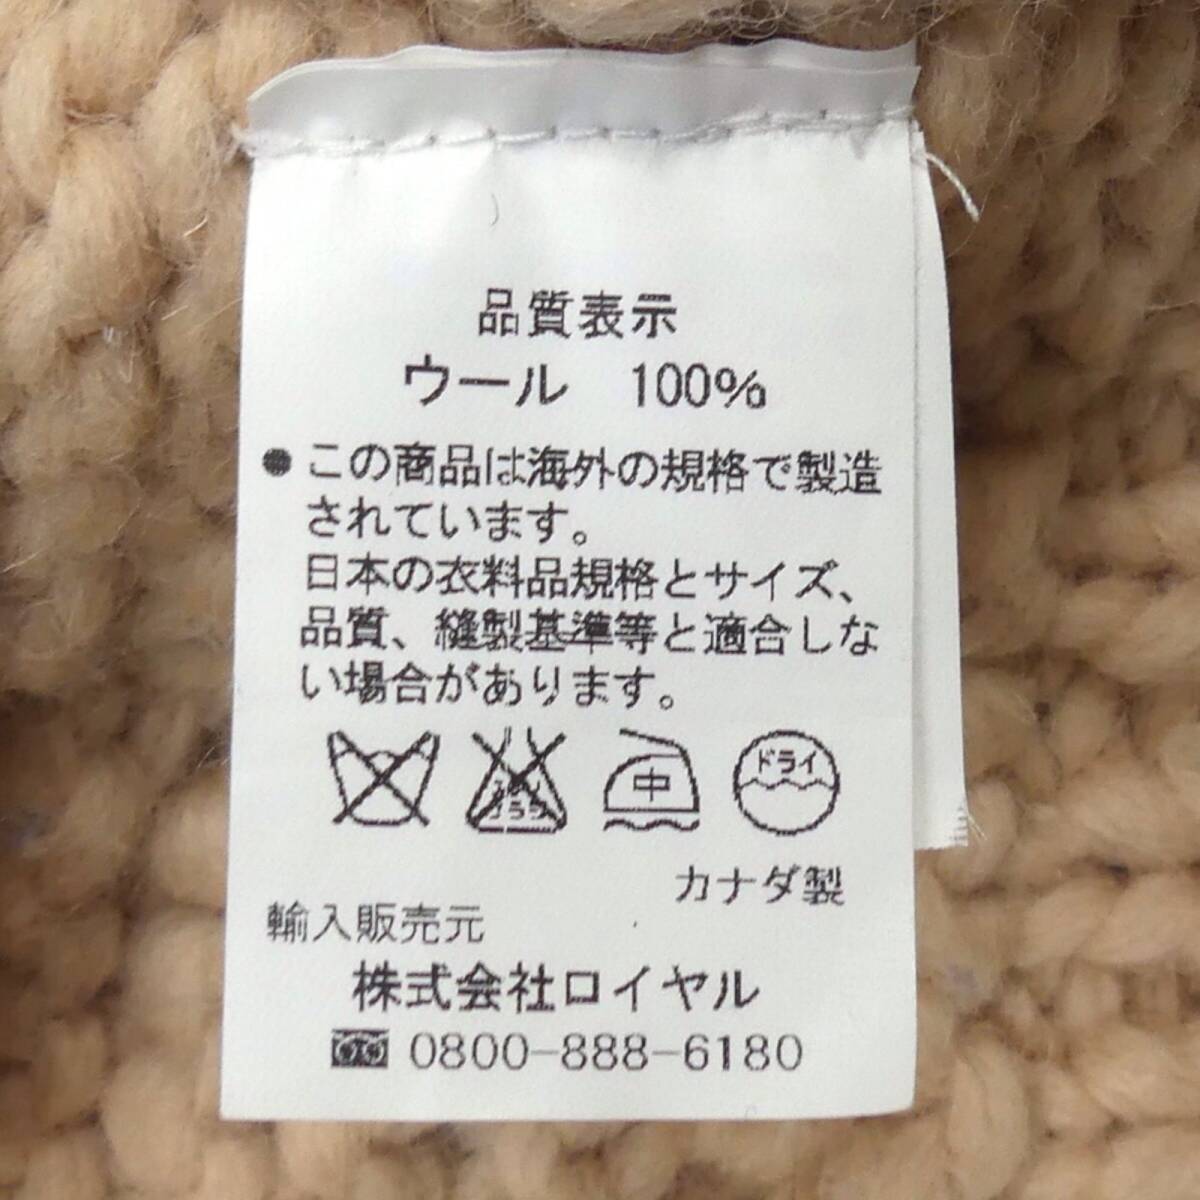 品質表示
ウール 100%
●この商品は海外の規格で製造
されています。
日本の衣料品規格とサイズ、
品質、縫製基準等と適合しな
い場合があります。
中
ドライ
カナダ製
輸入販売元
株式会社ロイヤル
0800-888-6180